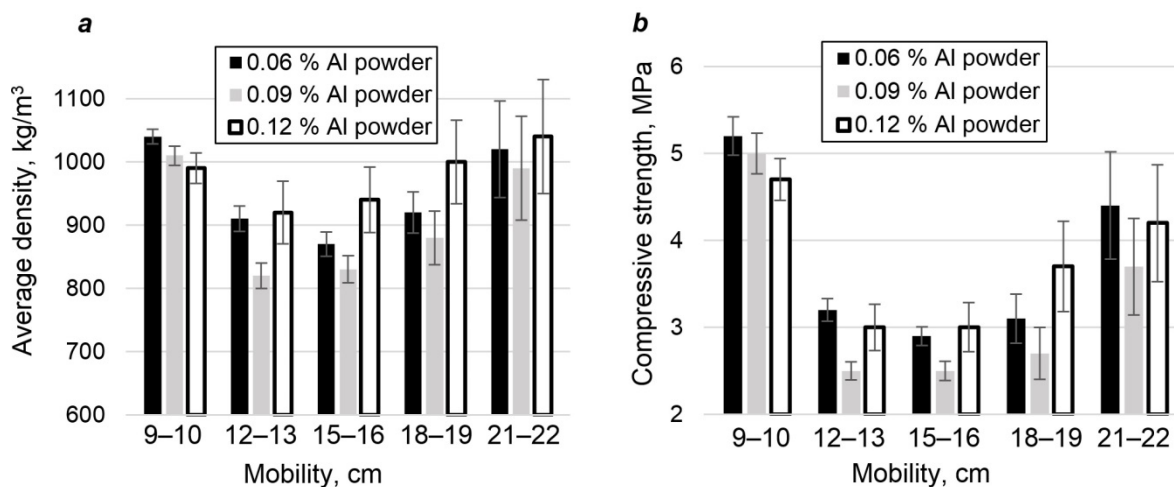 a
0.06 % Al powder
0.09 % Al powder
0.12 % Al powder
Average density, kg/m³
1100
1000
900
800
700
600
9–10 12–13 15–16 18–19 21–22
Mobility, cm
b
0.06 % Al powder
0.09 % Al powder
0.12 % Al powder
Compressive strength, MPa
6
5
4
3
2
9–10 12–13 15–16 18–19 21–22
Mobility, cm